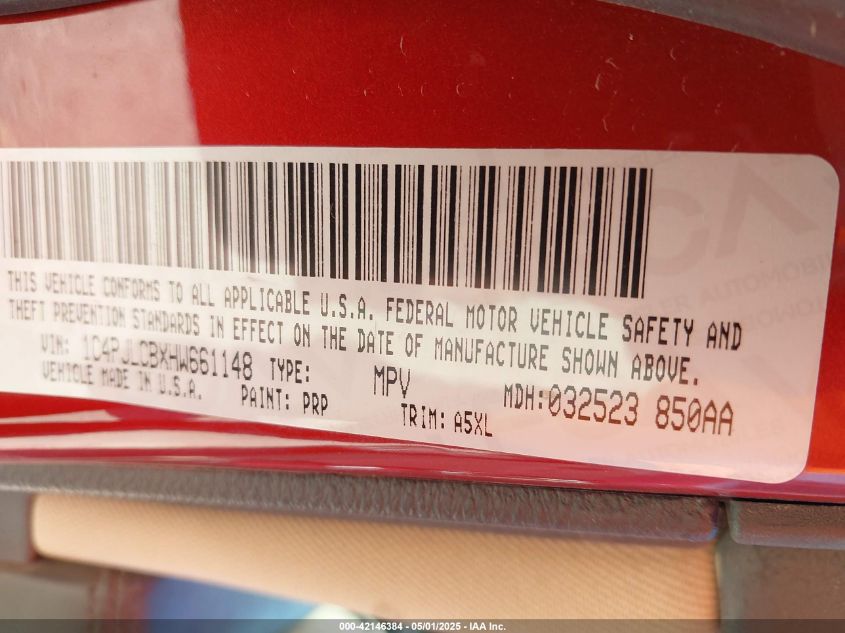 THIS VEHICLE CONFORMS TO ALL APPLICABLE U.S.A. FEDERAL MOTOR VEHICLE SAFETY AND
THEFT PREVENTION STANDARDS IN EFFECT ON THE DATE OF MANUFACTURE SHOWN ABOVE.
VIN: 1C4PJLCBXHW661148 TYPE: MPV MDH:032523 850AA
VEHICLE MADE IN U.S.A. PAINT: PRP TRIM: A5XL
000-42146384 - 05/01/2025 - IAA Inc.